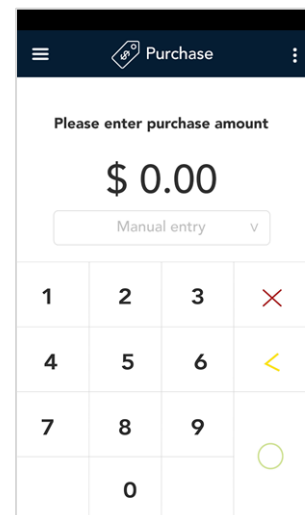 Purchase
Please enter purchase amount
$ 0.00
Manual entry v
1 2 3
4 5 6
7 8 9
0